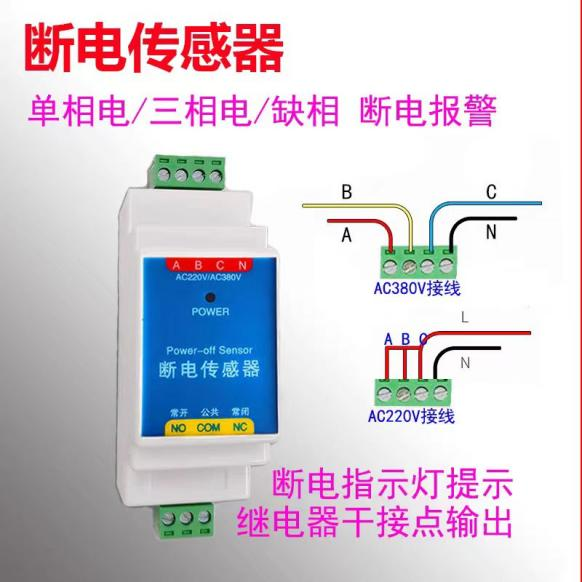 断电传感器
单相电/三相电/缺相 断电报警
A B C N
AC220V/AC380V
POWER
Power-off Sensor
断电传感器
常开 公共 常闭
NO COM NC
B C
A N
AC380V接线
L
A B C
N
AC220V接线
断电指示灯提示
继电器干接点输出